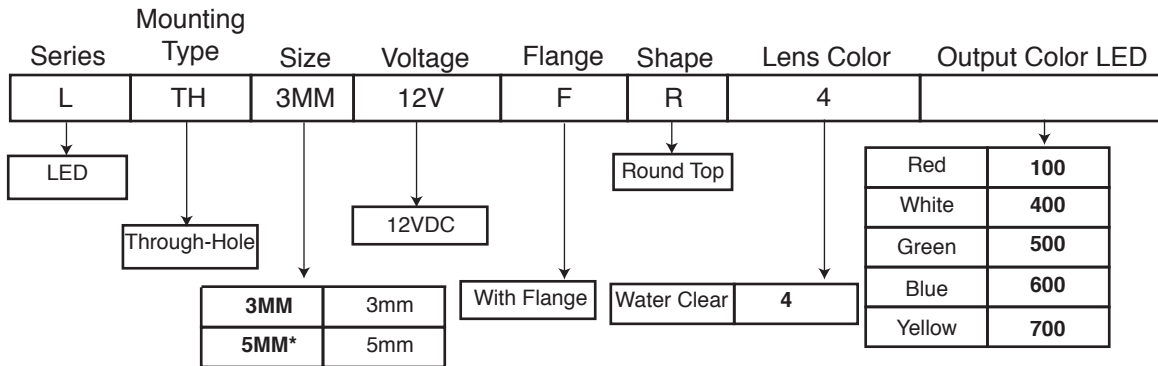 Mounting
Series Type Size Voltage Flange Shape Lens Color Output Color LED
L TH 3MM 12V F R 4
LED
Through-Hole
3MM 3mm
5MM* 5mm
12VDC
With Flange
Round Top
Water Clear 4
Red 100
White 400
Green 500
Blue 600
Yellow 700